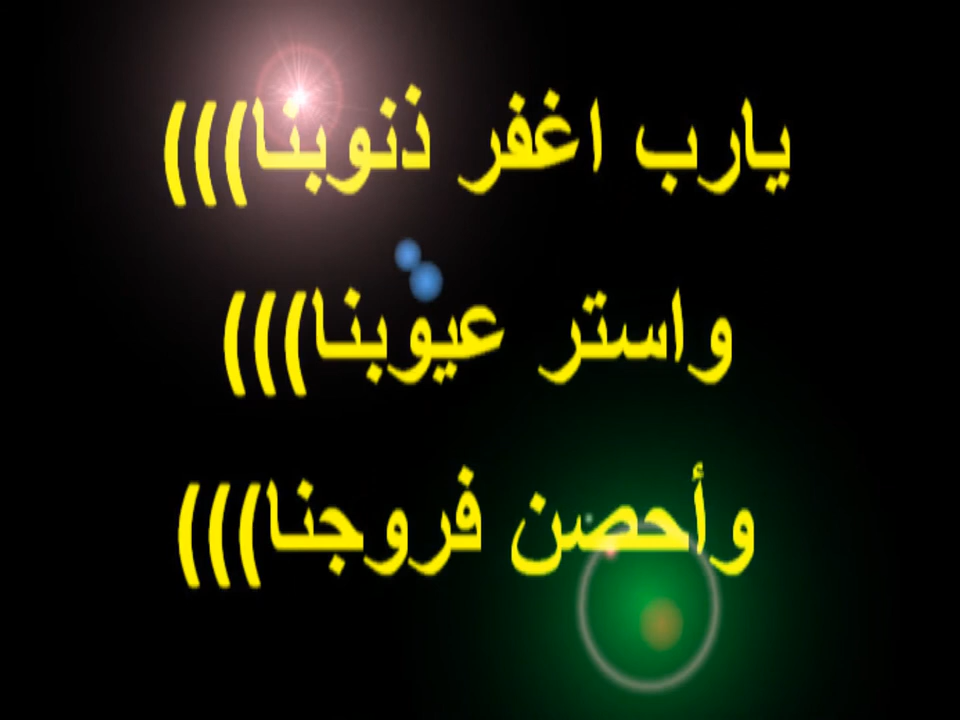 يارب اغفر ذنوبنا)))
واستر عيوبنا)))
وأحصن فروجنا)))